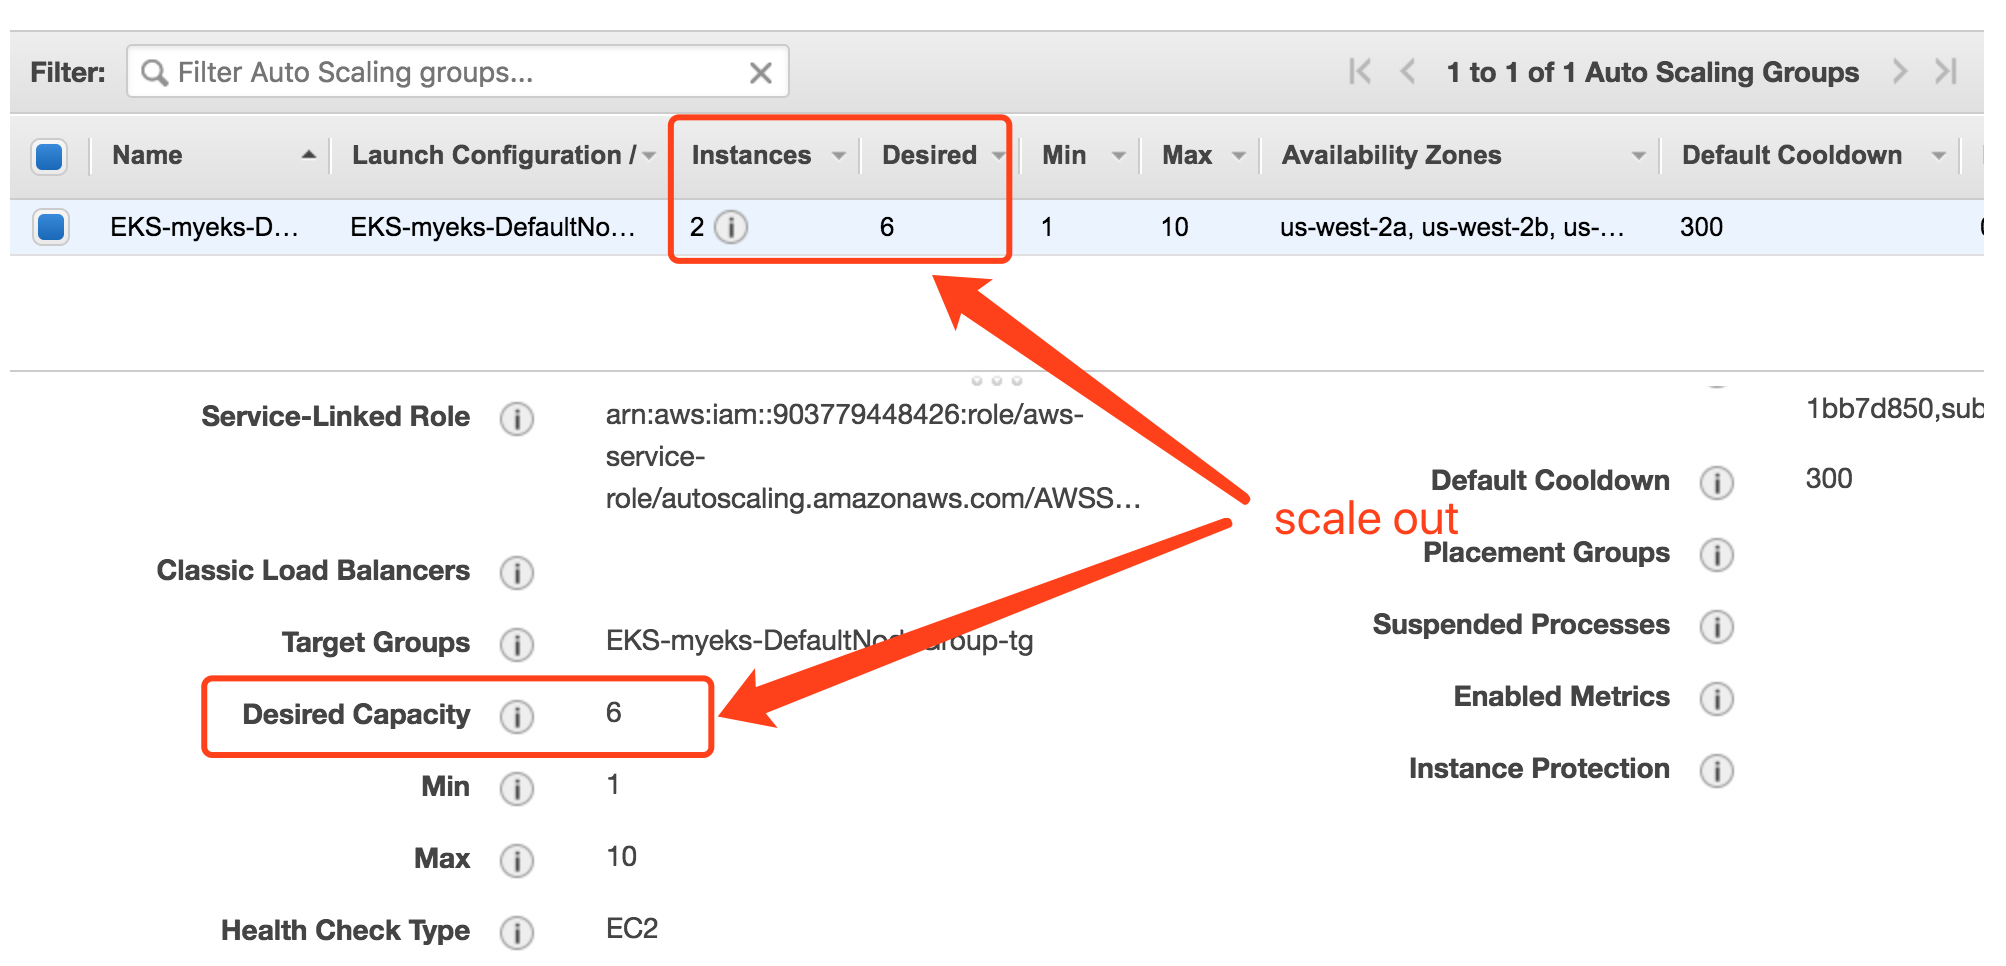 Filter: Filter Auto Scaling groups... 1 to 1 of 1 Auto Scaling Groups
Name Launch Configuration / Instances Desired Min Max Availability Zones Default Cooldown
EKS-myeks-D... EKS-myeks-DefaultNo... 2 6 1 10 us-west-2a, us-west-2b, us-... 300
Service-Linked Role arn:aws:iam::903779448426:role/aws-
service-
role/autoscaling.amazonaws.com/AWSS...
Classic Load Balancers
Target Groups EKS-myeks-DefaultNodeGroup-tg
Desired Capacity 6
Min 1
Max 10
Health Check Type EC2
1bb7d850,sub
Default Cooldown 300
scale out
Placement Groups
Suspended Processes
Enabled Metrics
Instance Protection